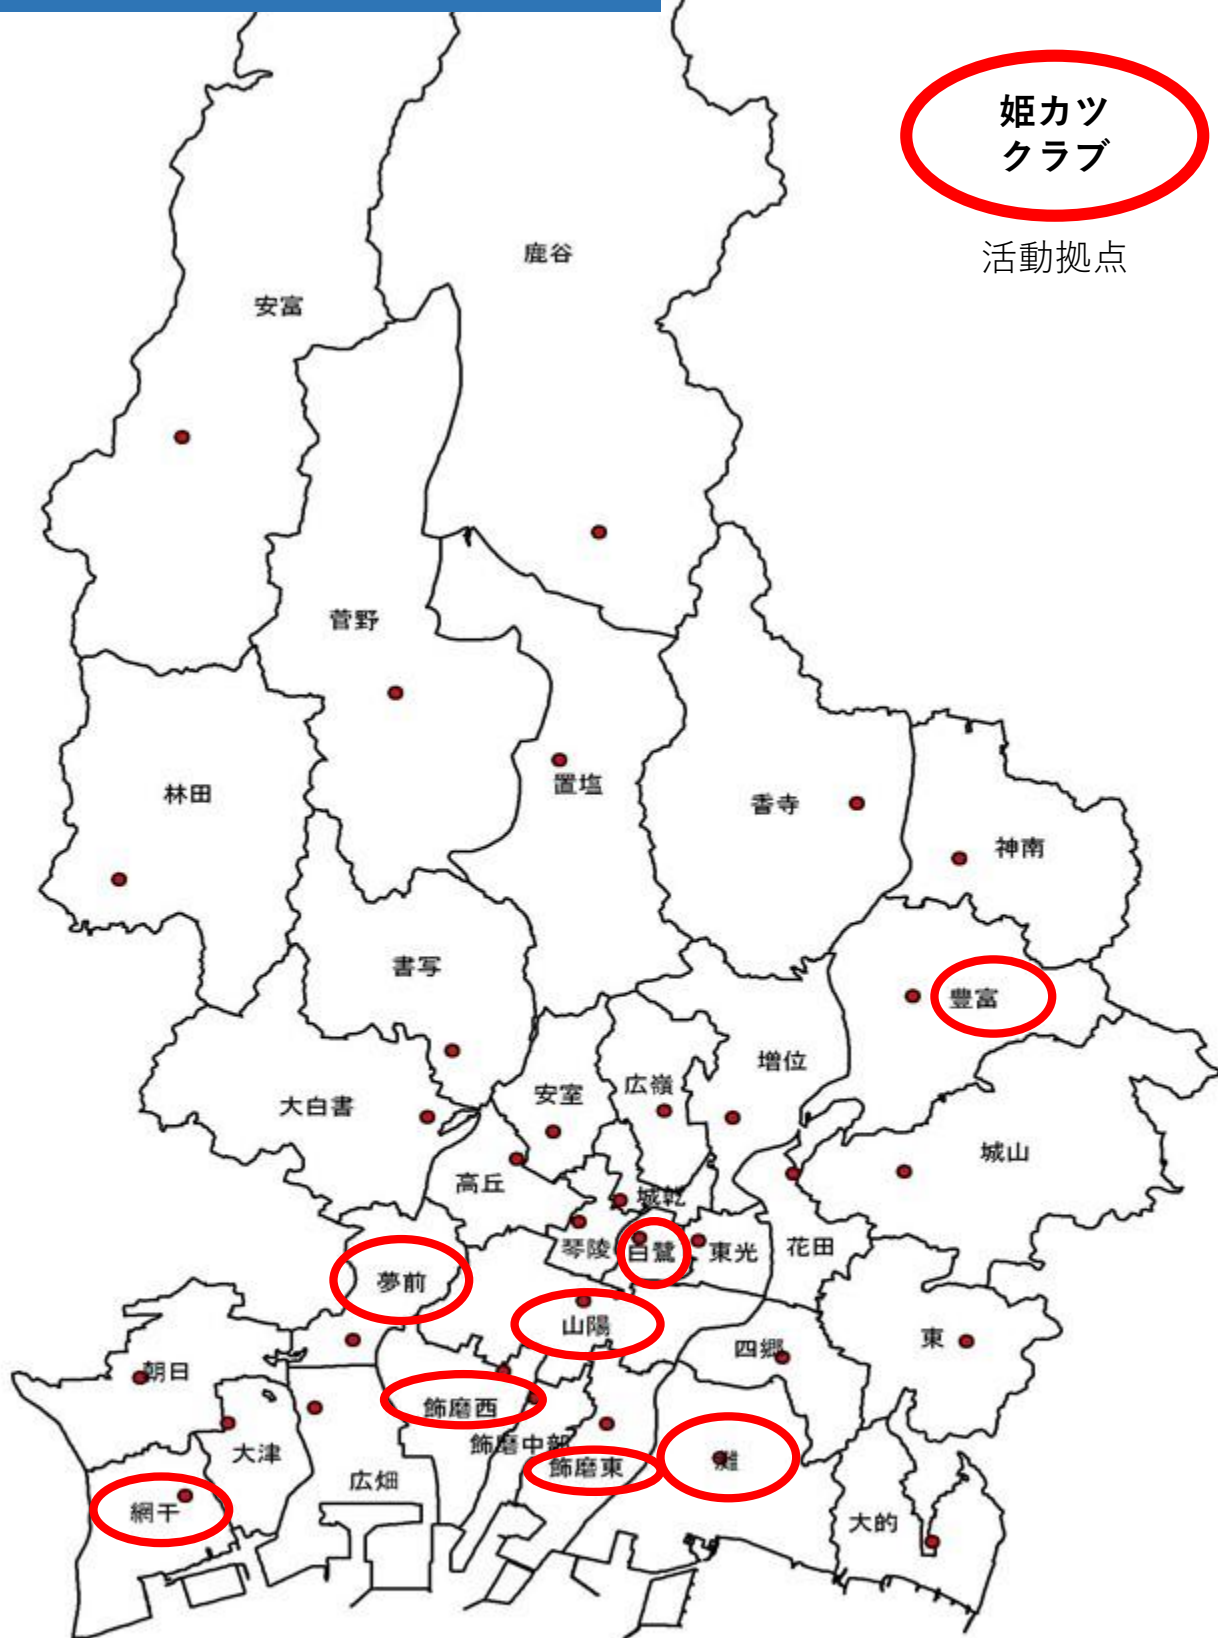 姫カツ
クラブ
活動拠点
鹿谷
安富
菅野
置塩
林田
香寺
神南
書写
豊富
増位
広嶺
安室
大白書
城山
高丘
城乾
琴陵
白鷺
東光
花田
夢前
山陽
四郷
東
朝日
飾磨西
飾磨中部
大津
飾磨東
灘
広畑
網干
大的